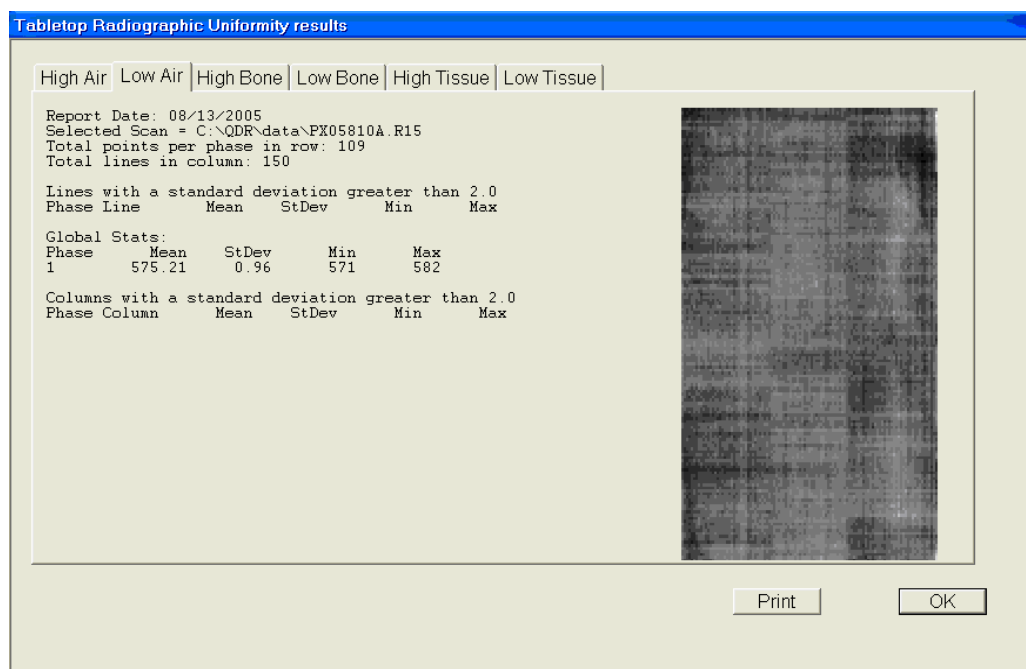 Tabletop Radiographic Uniformity results
High Air Low Air High Bone Low Bone High Tissue Low Tissue
Report Date: 08/13/2005
Selected Scan = C:\QDR\data\PX05810A.R15
Total points per phase in row: 109
Total lines in column: 150
Lines with a standard deviation greater than 2.0
Phase Line Mean StDev Min Max
Global Stats:
Phase Mean StDev Min Max
1 575.21 0.96 571 582
Columns with a standard deviation greater than 2.0
Phase Column Mean StDev Min Max
Print OK